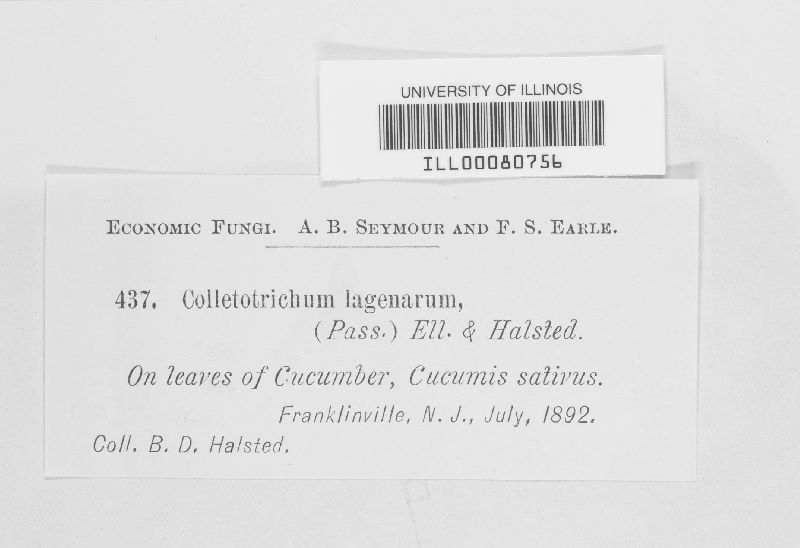 UNIVERSITY OF ILLINOIS
ILL00080756
ECONOMIC FUNGI. A. B. SEYMOUR AND F. S. EARLE.
437. Colletotrichum lagenarum,
(Pass.) Ell. & Halsted.
On leaves of Cucumber, Cucumis sativus.
Franklinville, N. J., July, 1892.
Coll. B. D. Halsted.